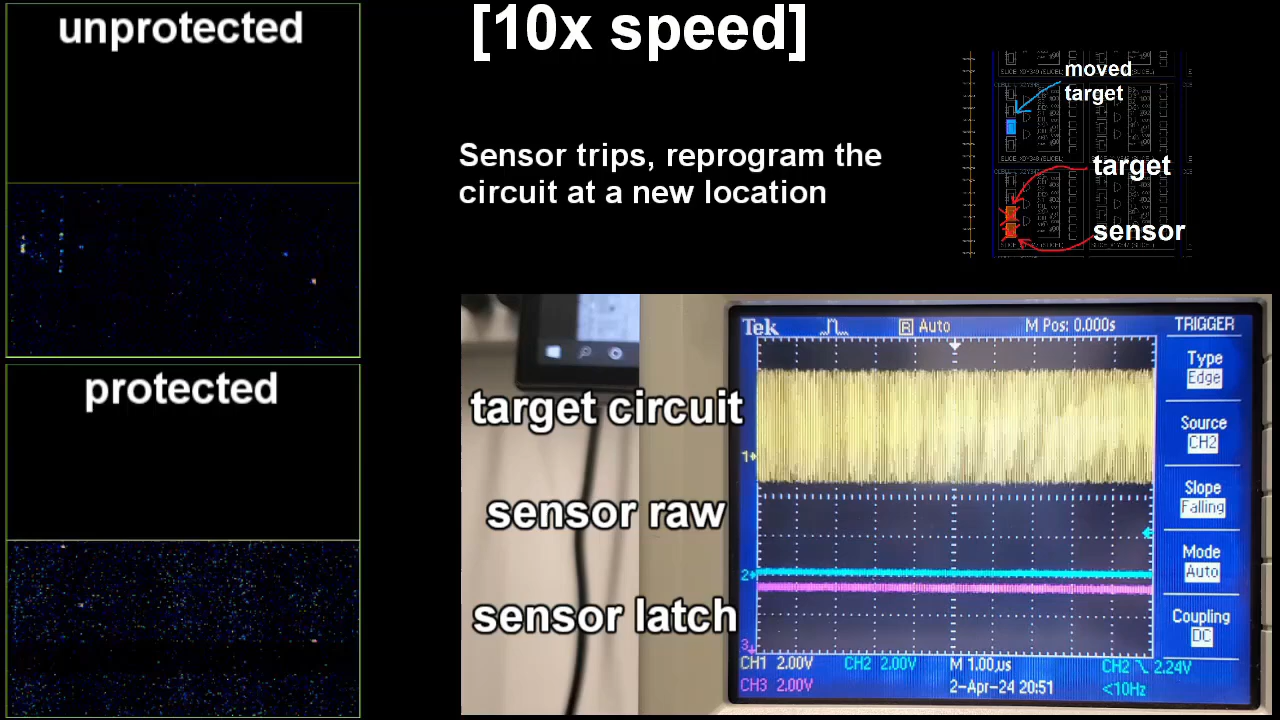 unprotected
[10x speed]
Sensor trips, reprogram the
circuit at a new location
moved
target
target
sensor
protected
target circuit
sensor raw
sensor latch
Tek
R Auto
M Pos: 0.000s
TRIGGER
Type
Edge
Source
CH2
Slope
Falling
Mode
Auto
Coupling
DC
1
2
3
CH1 2.00V
CH2 2.00V
M 1.00µs
CH2 2.24V
CH3 2.00V
2-Apr-24 20:51
<10Hz